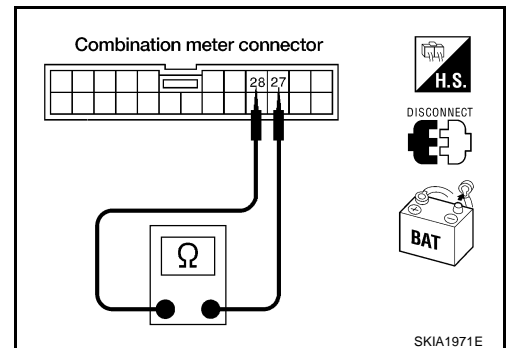 Combination meter connector
28 27
H.S.
DISCONNECT
Ω
BAT
SKIA1971E